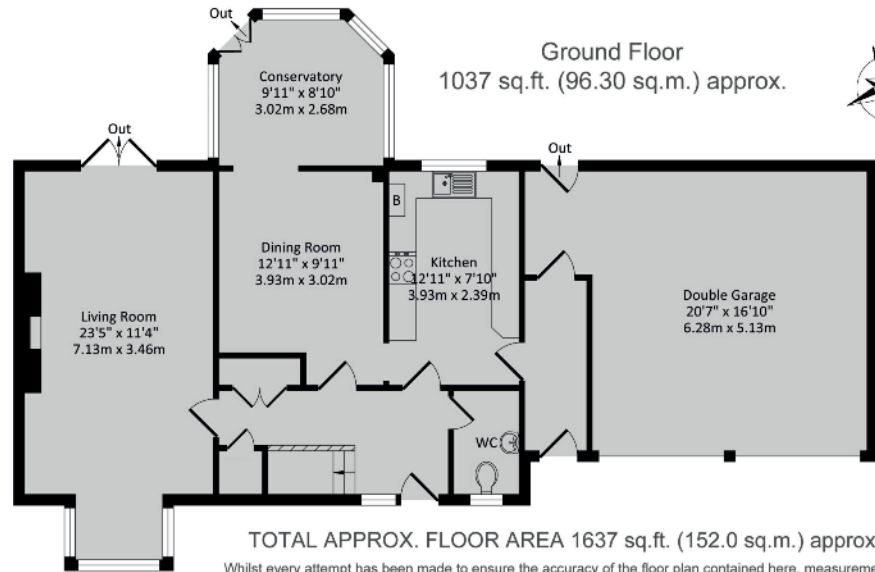 Out
Ground Floor
1037 sq.ft. (96.30 sq.m.) approx.
Conservatory
9'11" x 8'10"
3.02m x 2.68m
Out
Out
B
Dining Room
12'11" x 9'11"
3.93m x 3.02m
Kitchen
12'11" x 7'10"
3.93m x 2.39m
Double Garage
20'7" x 16'10"
6.28m x 5.13m
Living Room
23'5" x 11'4"
7.13m x 3.46m
WC
TOTAL APPROX. FLOOR AREA 1637 sq.ft. (152.0 sq.m.) approx
Whilst every attempt has been made to ensure the accuracy of the floor plan contained here, measureme